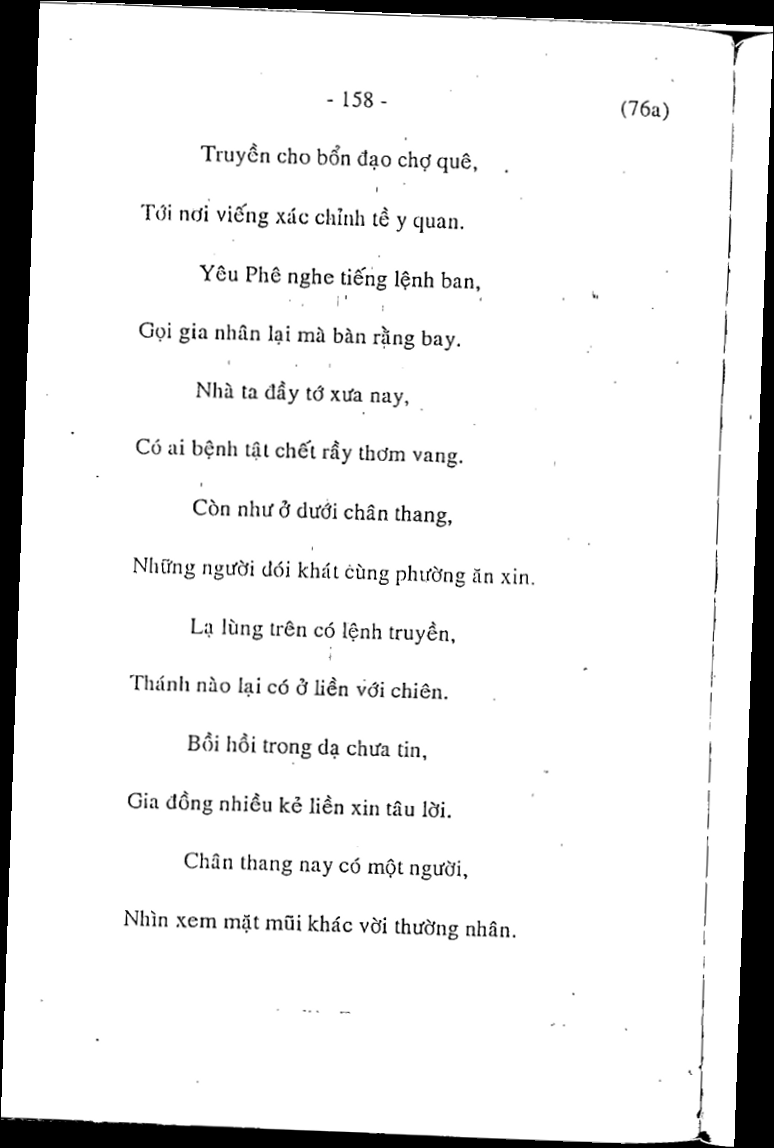 - 158 -
(76a)
Truyền cho bổn đạo chợ quê,
Tới nơi viếng xác chỉnh tề y quan.
Yêu Phê nghe tiếng lệnh ban,
Gọi gia nhân lại mà bàn rằng bay.
Nhà ta đầy tớ xưa nay,
Có ai bệnh tật chết rầy thơm vang.
Còn như ở dưới chân thang,
Những người đói khát cùng phường ăn xin.
Lạ lùng trên có lệnh truyền,
Thánh nào lại có ở liền với chiên.
Bồi hồi trong dạ chưa tin,
Gia đồng nhiều kẻ liền xin tâu lời.
Chân thang nay có một người,
Nhìn xem mặt mũi khác vời thường nhân.